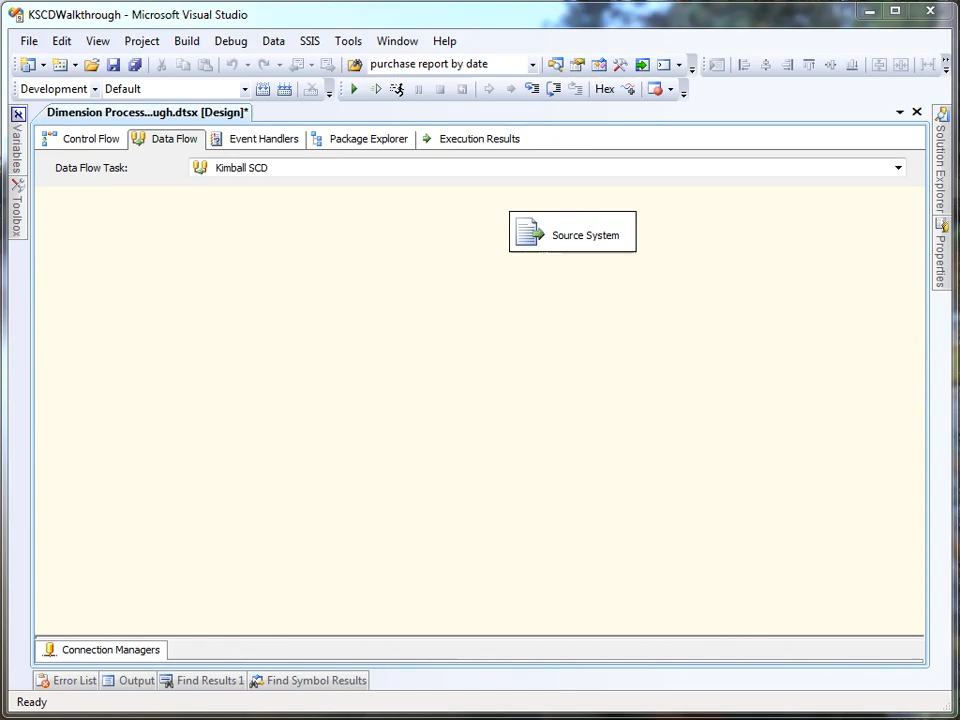 KSCDWalkthrough - Microsoft Visual Studio
File Edit View Project Build Debug Data SSIS Tools Window Help
purchase report by date
Development Default Hex
Dimension Process...ugh.dtsx [Design]*
Control Flow Data Flow Event Handlers Package Explorer Execution Results
Data Flow Task: Kimball SCD
Variables
Toolbox
Source System
Solution Explorer
Properties
Connection Managers
Error List Output Find Results 1 Find Symbol Results
Ready